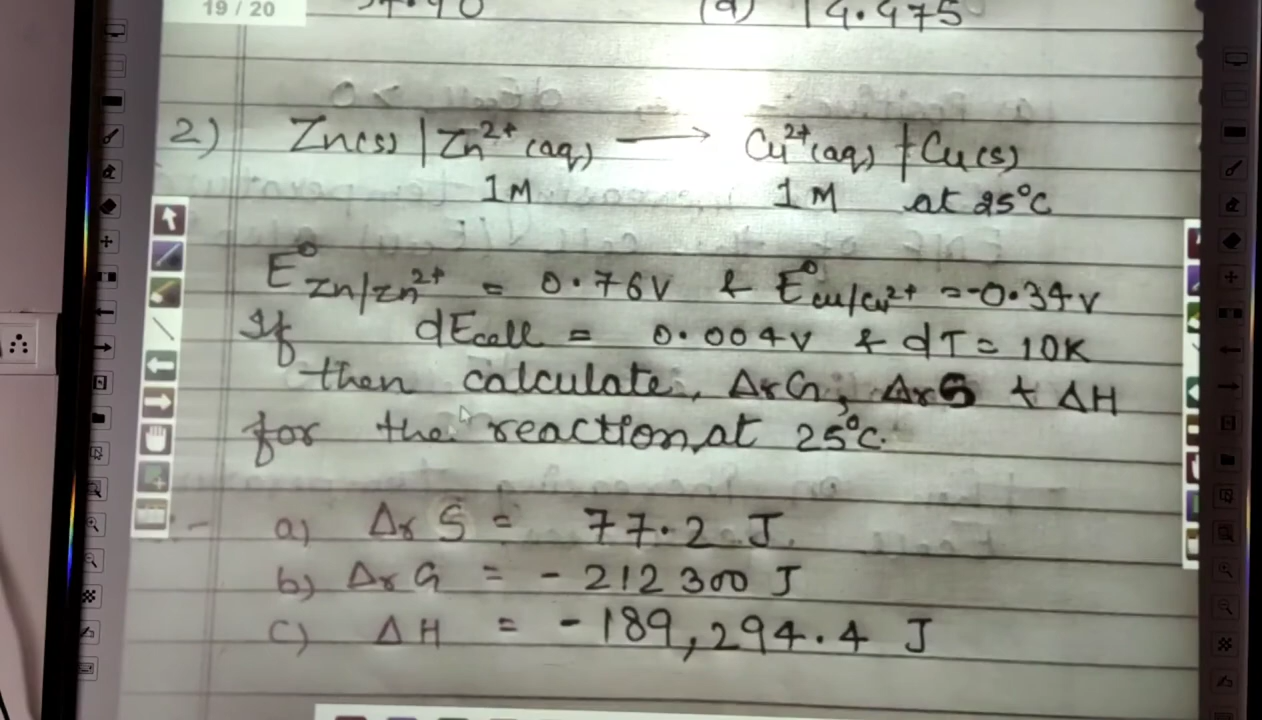 19 / 20
(d) 14.475
2) Zn(s) | Zn²⁺(aq) → Cu²⁺(aq) | Cu(s)
1M 1M at 25°C
E° Zn/Zn²⁺ = 0.76V & E° Cu/Cu²⁺ = -0.34V
If dEcell = 0.004V & dT = 10K
then calculate, ΔrG, ΔrS + ΔH
for the reaction, at 25°C.
a) ΔrS = 77.2 J.
b) ΔrG = - 212300 J
c) ΔH = - 189,294.4 J